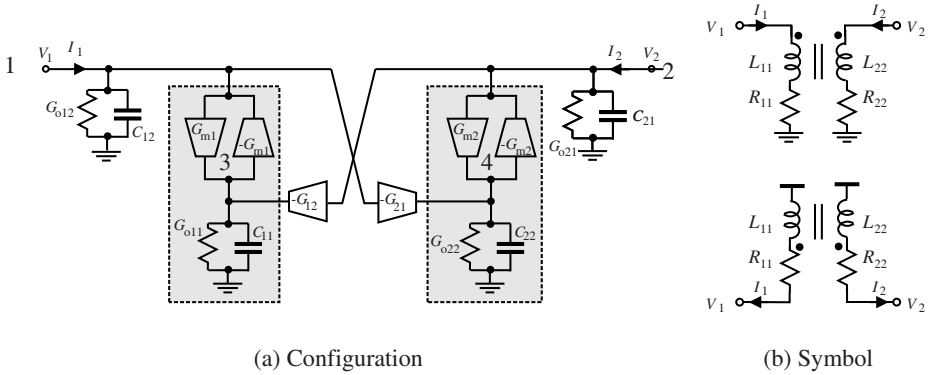 1
V1
I1
Go12
C12
Gm1
-Gm1
3
Go11
C11
-G12
-G21
Gm2
-Gm2
4
Go22
C22
I2
V2
2
Go21
C21
(a) Configuration
V1
I1
I2
V2
L11
L22
R11
R22
L11
L22
R11
R22
V1
I1
I2
V2
(b) Symbol